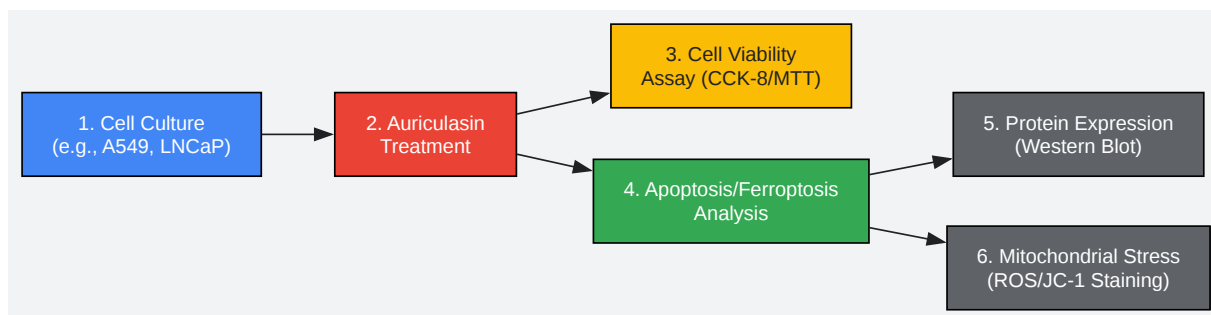 1. Cell Culture
(e.g., A549, LNCaP)
2. Auriculasin
Treatment
3. Cell Viability
Assay (CCK-8/MTT)
4. Apoptosis/Ferroptosis
Analysis
5. Protein Expression
(Western Blot)
6. Mitochondrial Stress
(ROS/JC-1 Staining)